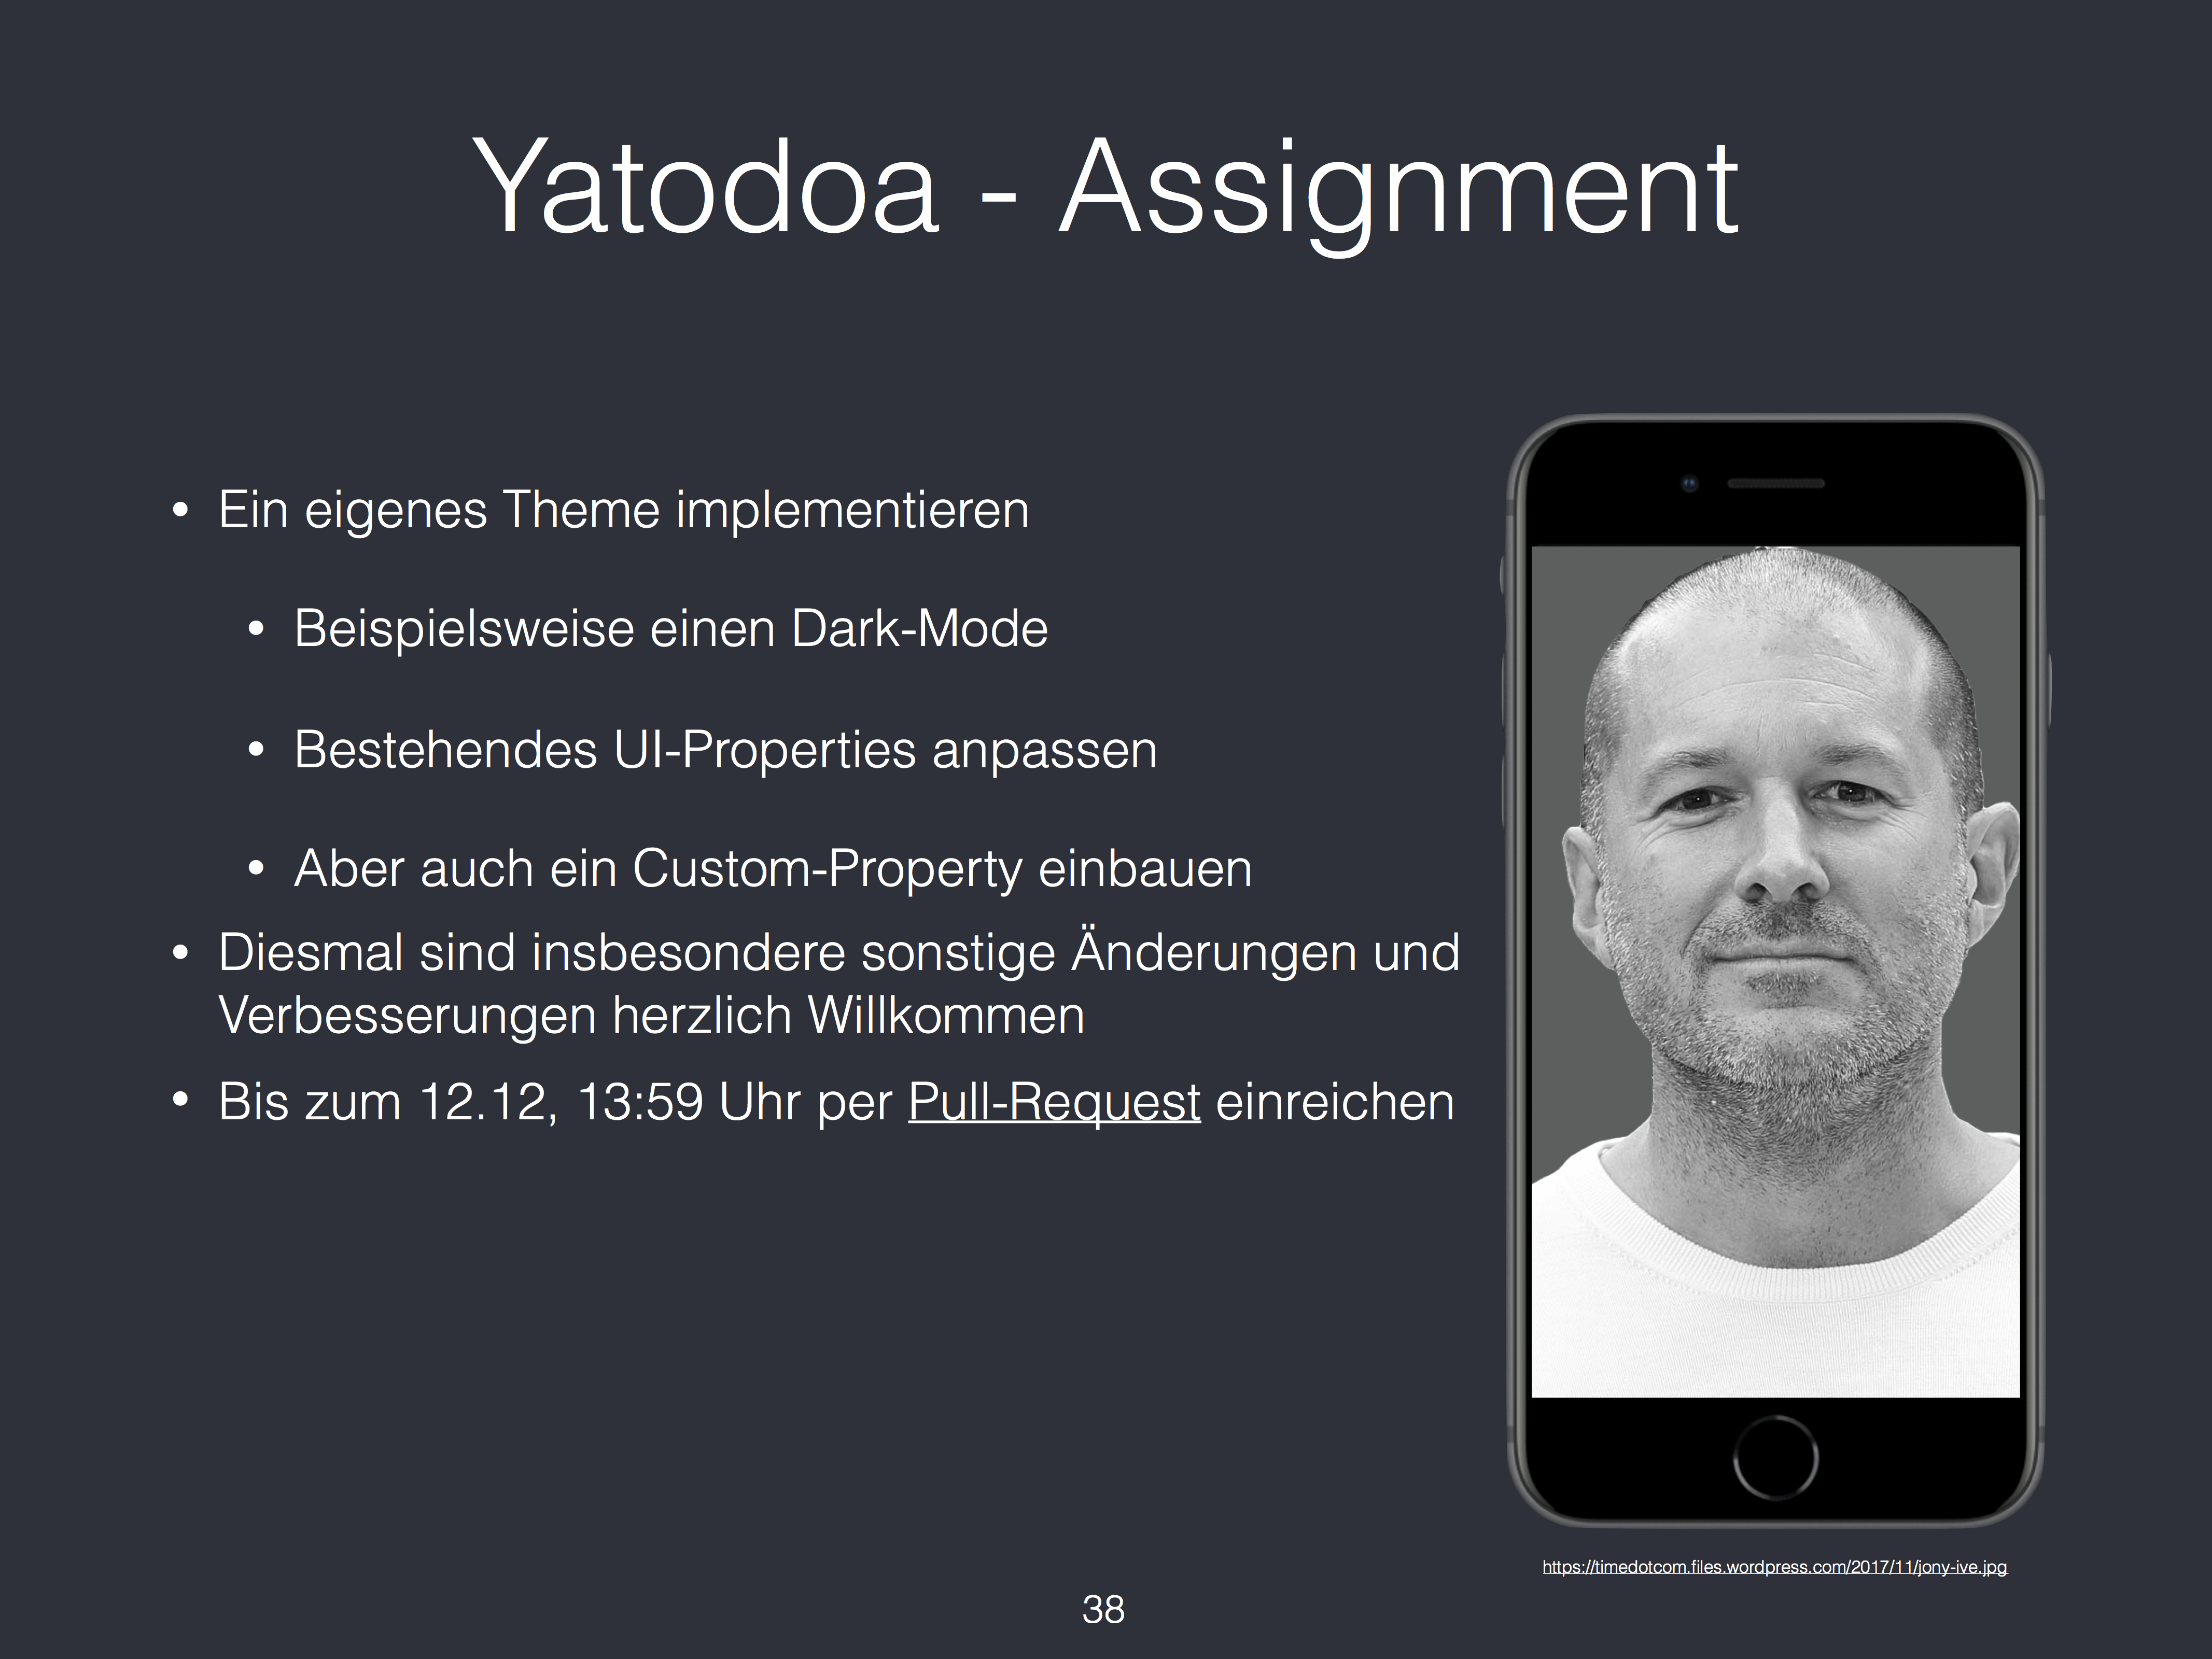 Yatodoa - Assignment
• Ein eigenes Theme implementieren
• Beispielsweise einen Dark-Mode
• Bestehendes UI-Properties anpassen
• Aber auch ein Custom-Property einbauen
• Diesmal sind insbesondere sonstige Änderungen und
Verbesserungen herzlich Willkommen
• Bis zum 12.12, 13:59 Uhr per Pull-Request einreichen
https://timedotcom.files.wordpress.com/2017/11/jony-ive.jpg
38